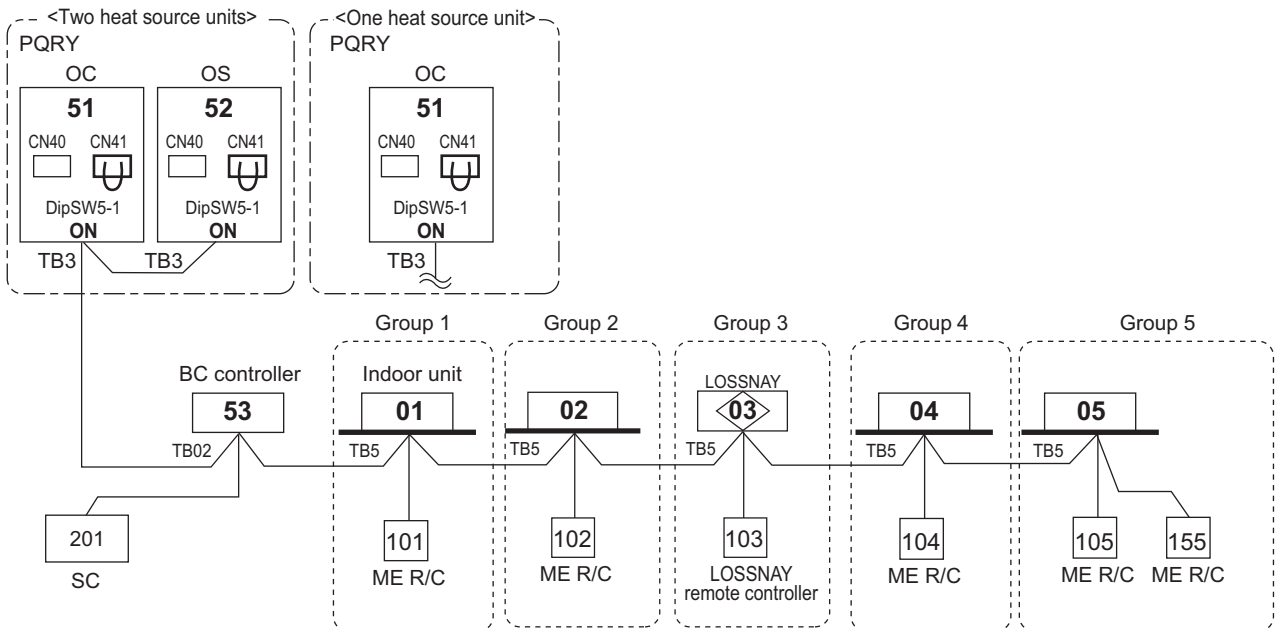 <Two heat source units>
<One heat source unit>
PQRY
PQRY
OC
OS
OC
51
52
51
CN40 CN41
CN40 CN41
CN40 CN41
DipSW5-1
DipSW5-1
DipSW5-1
ON
ON
ON
TB3
TB3
TB3
Group 1
Group 2
Group 3
Group 4
Group 5
BC controller
Indoor unit
LOSSNAY
53
01
02
03
04
05
TB02
TB5
TB5
TB5
TB5
TB5
201
101
102
103
104
105
155
SC
ME R/C
ME R/C
LOSSNAY
remote controller
ME R/C
ME R/C
ME R/C